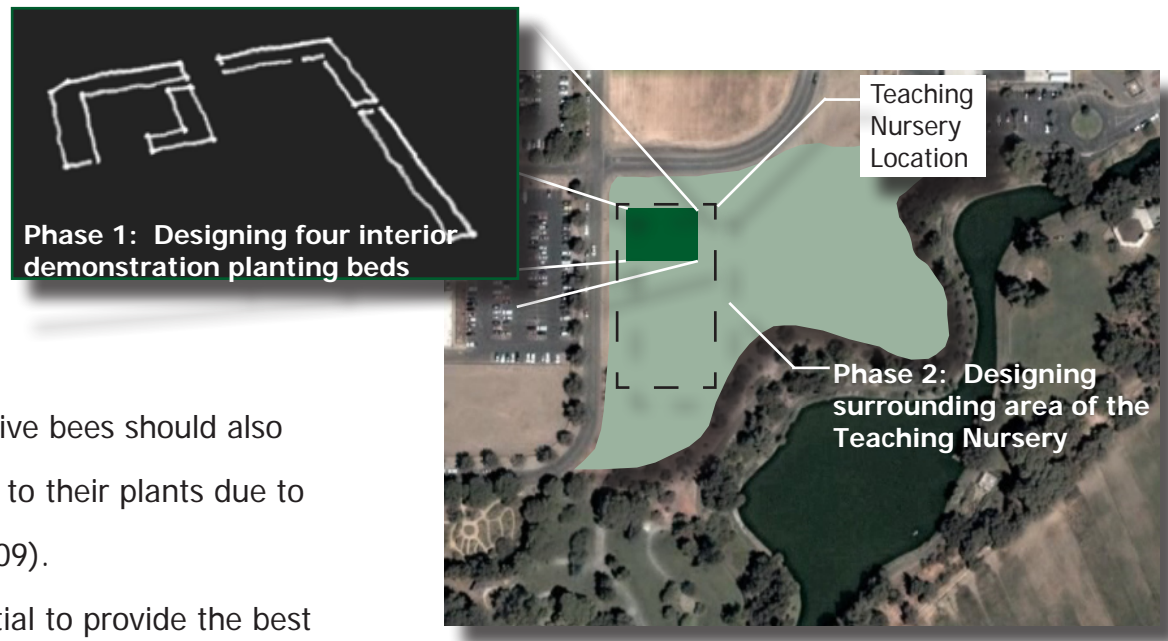 Teaching
Nursery
Location
Phase 1: Designing four interior
demonstration planting beds
Phase 2: Designing
surrounding area of the
Teaching Nursery
ive bees should also
to their plants due to
09).
tial to provide the best